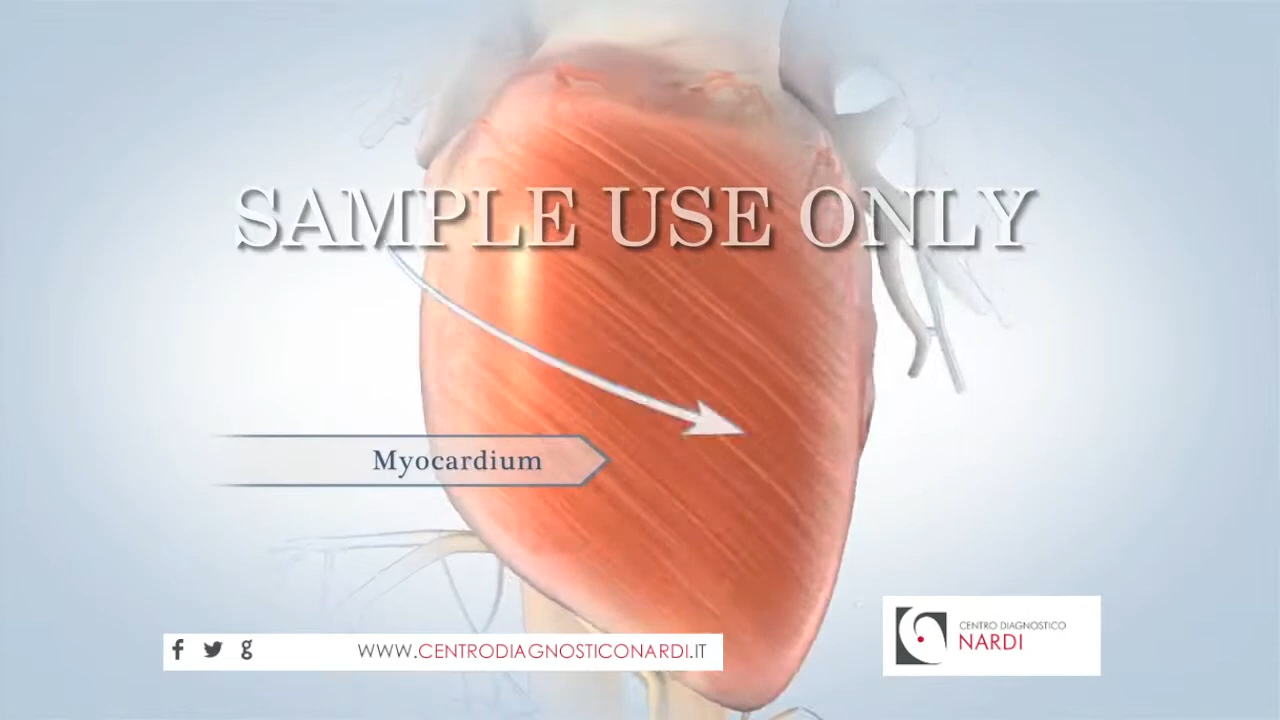 SAMPLE USE ONLY
Myocardium
WWW.CENTRODIAGNOSTICONARDI.IT
CENTRO DIAGNOSTICO
NARDI